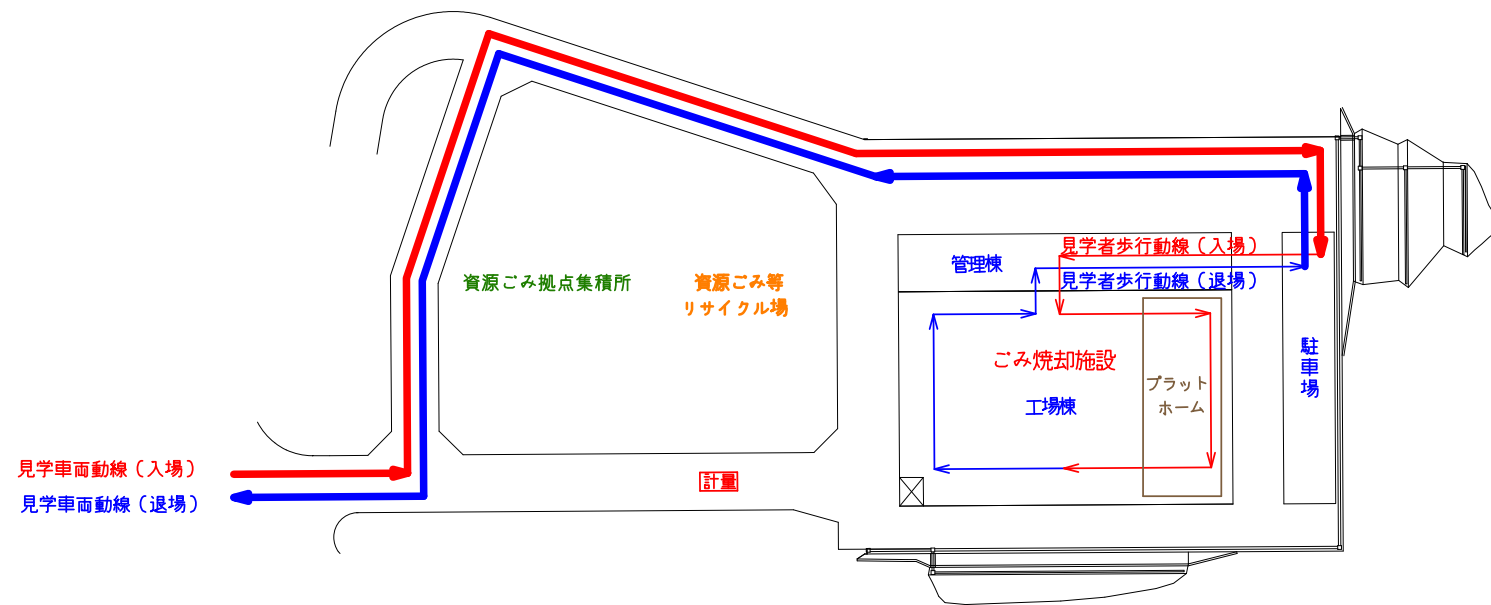 見学者歩行動線（入場）
管理棟
見学者歩行動線（退場）
資源ごみ拠点集積所
資源ごみ等
リサイクル場
ごみ焼却施設
プラット
ホーム
工場棟
駐車場
見学車両動線（入場）
見学車両動線（退場）
計量